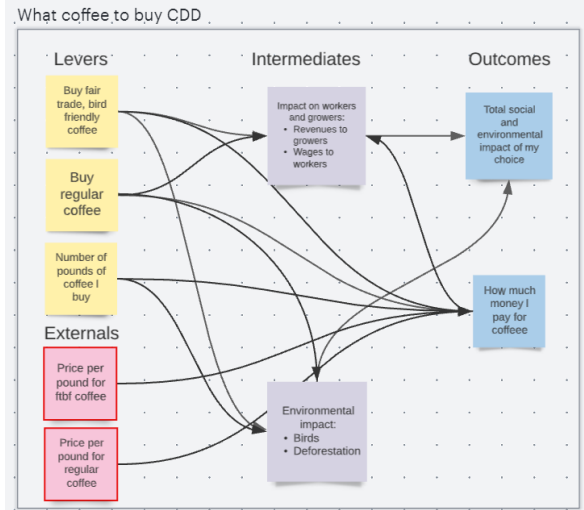 What coffee to buy CDD
Levers
Intermediates
Outcomes
Buy fair
trade, bird
friendly
coffee
Impact on workers
and growers:
• Revenues to
growers
• Wages to
workers
Total social
and
environmental
impact of my
choice
Buy
regular
coffee
Number of
pounds of
coffee I
buy
How much
money I
pay for
coffeee
Externals
Price per
pound for
ftbf coffee
Environmental
impact:
• Birds
• Deforestation
Price per
pound for
regular
coffee